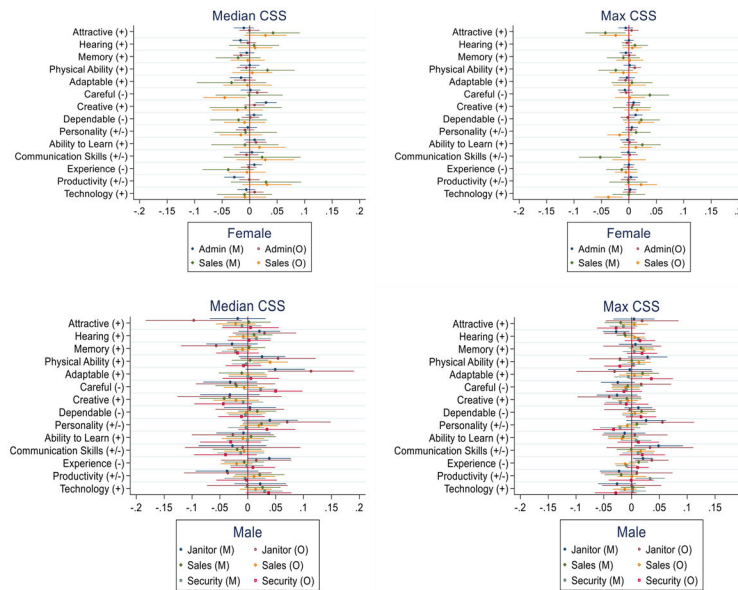 Median CSS
Attractive (+)
Hearing (+)
Memory (+)
Physical Ability (+)
Adaptable (+)
Careful (-)
Creative (+)
Dependable (-)
Personality (+/-)
Ability to Learn (+)
Communication Skills (+/-)
Experience (-)
Productivity (+/-)
Technology (+)
-.2 -.15 -.1 -.05 0 .05 .1 .15 .2
Female
Admin (M) Admin(O)
Sales (M) Sales (O)
Max CSS
Attractive (+)
Hearing (+)
Memory (+)
Physical Ability (+)
Adaptable (+)
Careful (-)
Creative (+)
Dependable (-)
Personality (+/-)
Ability to Learn (+)
Communication Skills (+/-)
Experience (-)
Productivity (+/-)
Technology (+)
-.2 -.15 -.1 -.05 0 .05 .1 .15 .2
Female
Admin (M) Admin (O)
Sales (M) Sales (O)
Median CSS
Attractive (+)
Hearing (+)
Memory (+)
Physical Ability (+)
Adaptable (+)
Careful (-)
Creative (+)
Dependable (-)
Personality (+/-)
Ability to Learn (+)
Communication Skills (+/-)
Experience (-)
Productivity (+/-)
Technology (+)
-.2 -.15 -.1 -.05 0 .05 .1 .15 .2
Male
Janitor (M) Janitor (O)
Sales (M) Sales (O)
Security (M) Security (O)
Max CSS
Attractive (+)
Hearing (+)
Memory (+)
Physical Ability (+)
Adaptable (+)
Careful (-)
Creative (+)
Dependable (-)
Personality (+/-)
Ability to Learn (+)
Communication Skills (+/-)
Experience (-)
Productivity (+/-)
Technology (+)
-.2 -.15 -.1 -.05 0 .05 .1 .15
Male
Janitor (M) Janitor (O)
Sales (M) Sales (O)
Security (M) Security (O)